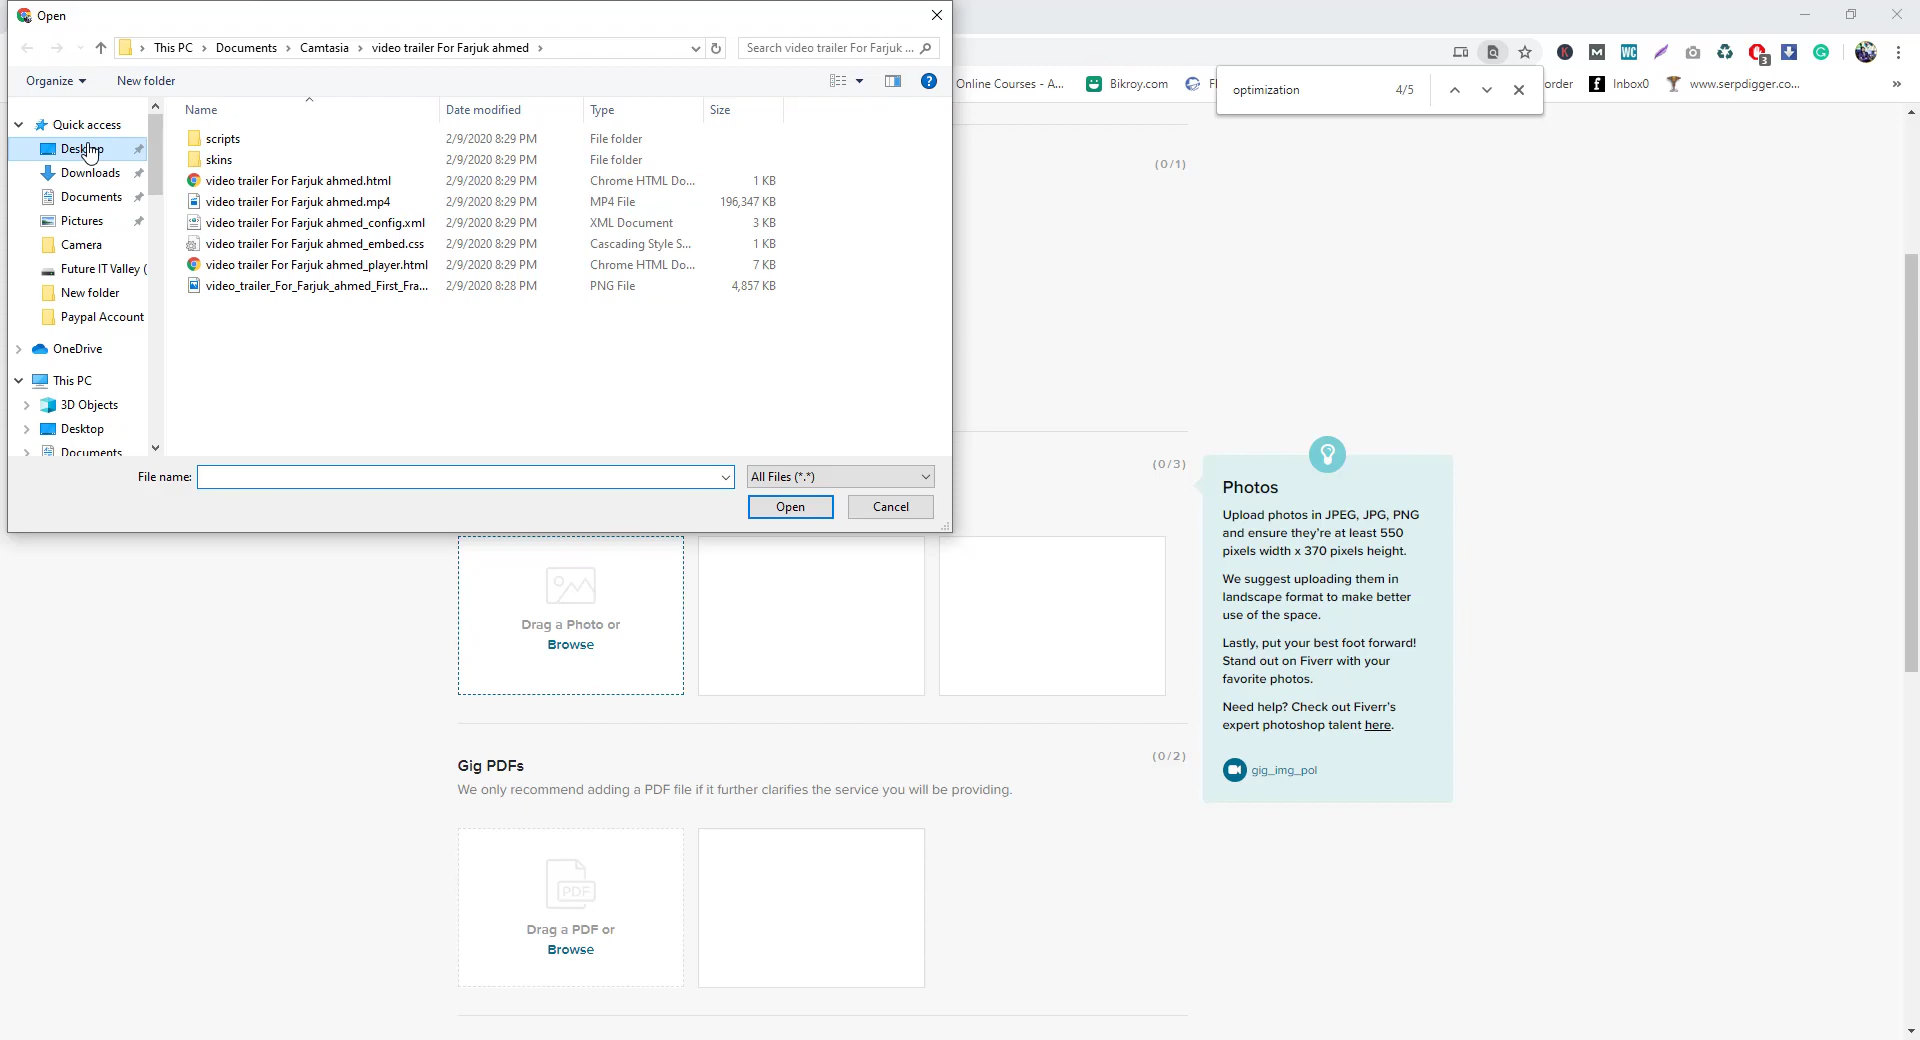 Open
This PC
Documents
Camtasia
video trailer For Farjuk ahmed
Search video trailer For Farjuk ...
Organize
New folder
Name
Date modified
Type
Size
Quick access
Desktop
Downloads
Documents
Pictures
Camera
Future IT Valley (
New folder
Paypal Account
OneDrive
This PC
3D Objects
Desktop
Documents
scripts 2/9/2020 8:29 PM File folder
skins 2/9/2020 8:29 PM File folder
video trailer For Farjuk ahmed.html 2/9/2020 8:29 PM Chrome HTML Do... 1 KB
video trailer For Farjuk ahmed.mp4 2/9/2020 8:29 PM MP4 File 196,347 KB
video trailer For Farjuk ahmed_config.xml 2/9/2020 8:29 PM XML Document 3 KB
video trailer For Farjuk ahmed_embed.css 2/9/2020 8:29 PM Cascading Style S... 1 KB
video trailer For Farjuk ahmed_player.html 2/9/2020 8:29 PM Chrome HTML Do... 7 KB
video_trailer_For_Farjuk_ahmed_First_Fra... 2/9/2020 8:28 PM PNG File 4,857 KB
File name:
All Files (*.*)
Open
Cancel
K M WC 3 G
Online Courses - A...
Bikroy.com
Fl
order
f Inbox0
www.serpdigger.co...
optimization 4/5
(0/1)
(0/3)
Drag a Photo or
Browse
Photos
Upload photos in JPEG, JPG, PNG
and ensure they're at least 550
pixels width x 370 pixels height.
We suggest uploading them in
landscape format to make better
use of the space.
Lastly, put your best foot forward!
Stand out on Fiverr with your
favorite photos.
Need help? Check out Fiverr's
expert photoshop talent here.
gig_img_pol
(0/2)
Gig PDFs
We only recommend adding a PDF file if it further clarifies the service you will be providing.
PDF
Drag a PDF or
Browse